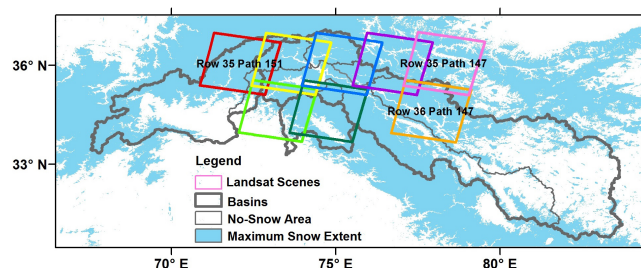 36° N
Row 35 Path 151
Row 35 Path 147
Row 36 Path 147
33° N
Legend
Landsat Scenes
Basins
No-Snow Area
Maximum Snow Extent
70° E
75° E
80° E